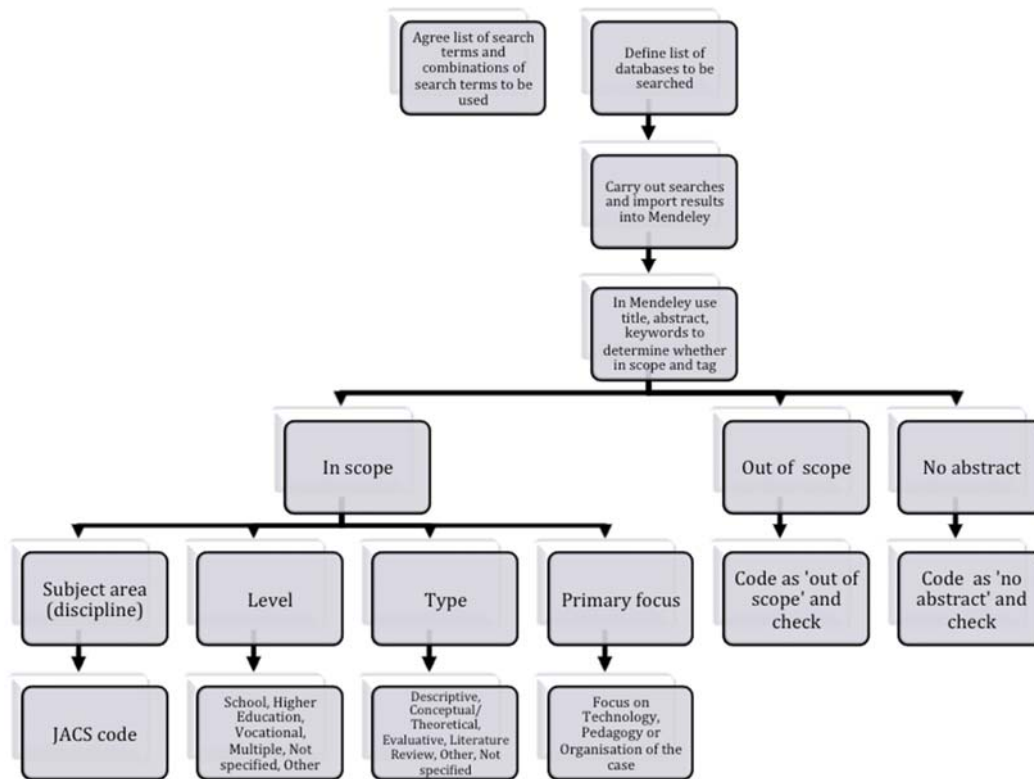 Agree list of search
terms and
combinations of
search terms to be
used
Define list of
databases to be
searched
Carry out searches
and import results
into Mendeley
In Mendeley use
title, abstract,
keywords to
determine whether
in scope and tag
In scope
Out of scope
No abstract
Subject area
(discipline)
Level
Type
Primary focus
Code as 'out of
scope' and
check
Code as 'no
abstract' and
check
JACS code
School, Higher
Education,
Vocational,
Multiple, Not
specified, Other
Descriptive,
Conceptual/
Theoretical,
Evaluative, Literature
Review, Other, Not
specified
Focus on
Technology,
Pedagogy or
Organisation of the
case